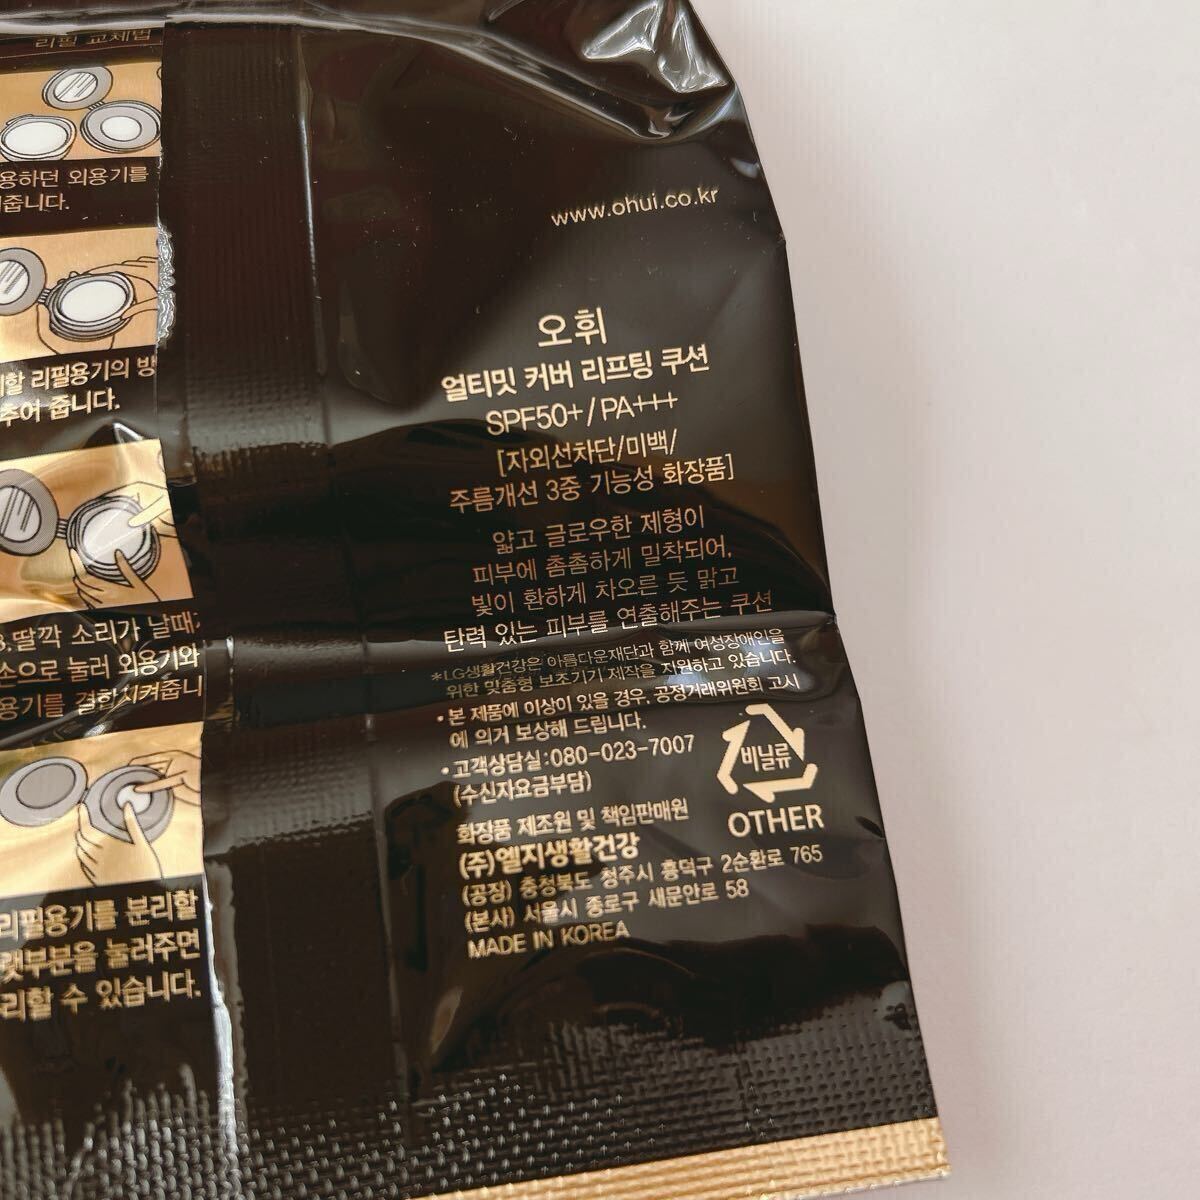 리필 교체법
용하던 외용기를
줍니다.
할 리필용기의 방
추어 줍니다.
3.딸깍 소리가 날때
손으로 눌러 외용기와
용기를 결합시켜줍니
리필용기를 분리할
랫부분을 눌러주면
리할 수 있습니다.
www.ohui.co.kr
오휘
얼티밋 커버 리프팅 쿠션
SPF50+/PA+++
[자외선차단/미백/
주름개선 3중 기능성 화장품]
얇고 글로우한 제형이
피부에 촘촘하게 밀착되어,
빛이 환하게 차오른 듯 맑고
탄력 있는 피부를 연출해주는 쿠션
*LG생활건강은 아름다운재단과 함께 여성장애인을
위한 맞춤형 보조기기 제작을 지원하고 있습니다.
• 본 제품에 이상이 있을 경우, 공정거래위원회 고시
에 의거 보상해 드립니다.
• 고객상담실:080-023-7007
(수신자요금부담)
비닐류
OTHER
화장품 제조원 및 책임판매원
(주)엘지생활건강
(공장) 충청북도 청주시 흥덕구 2순환로 765
(본사) 서울시 종로구 새문안로 58
MADE IN KOREA